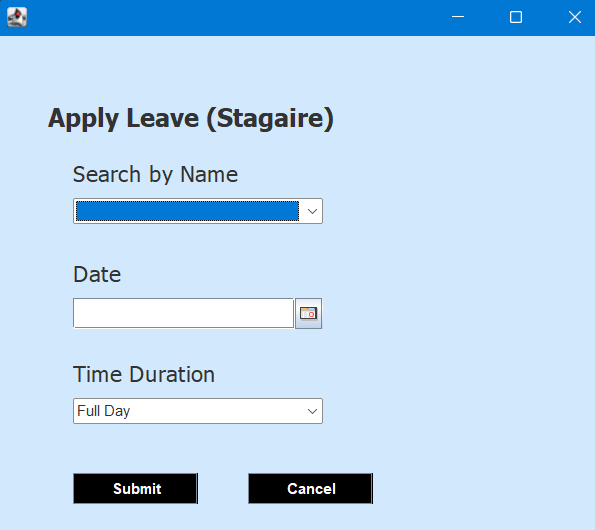 Apply Leave (Stagaire)
Search by Name
Date
Time Duration
Full Day
Submit Cancel